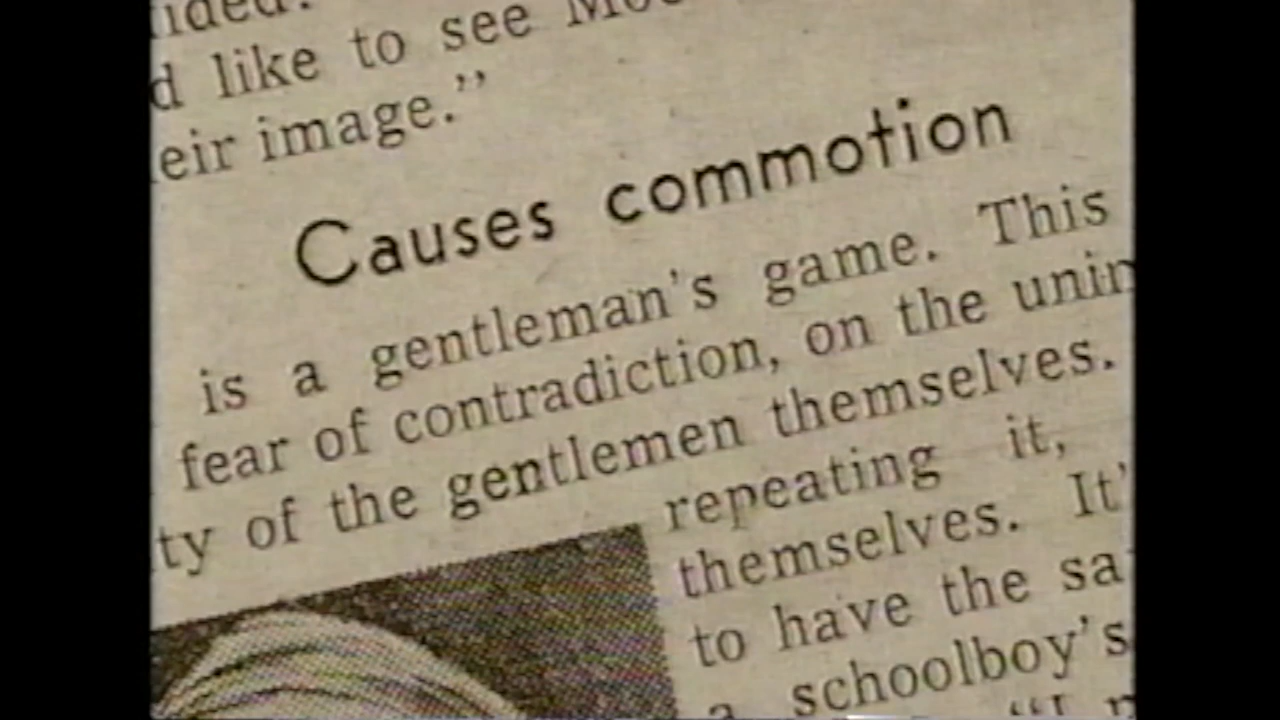 d like to see
eir image."
Causes commotion
is a gentleman's game. This
fear of contradiction, on the unin
ty of the gentlemen themselves.
repeating it,
themselves. It'
to have the sa
a schoolboy's